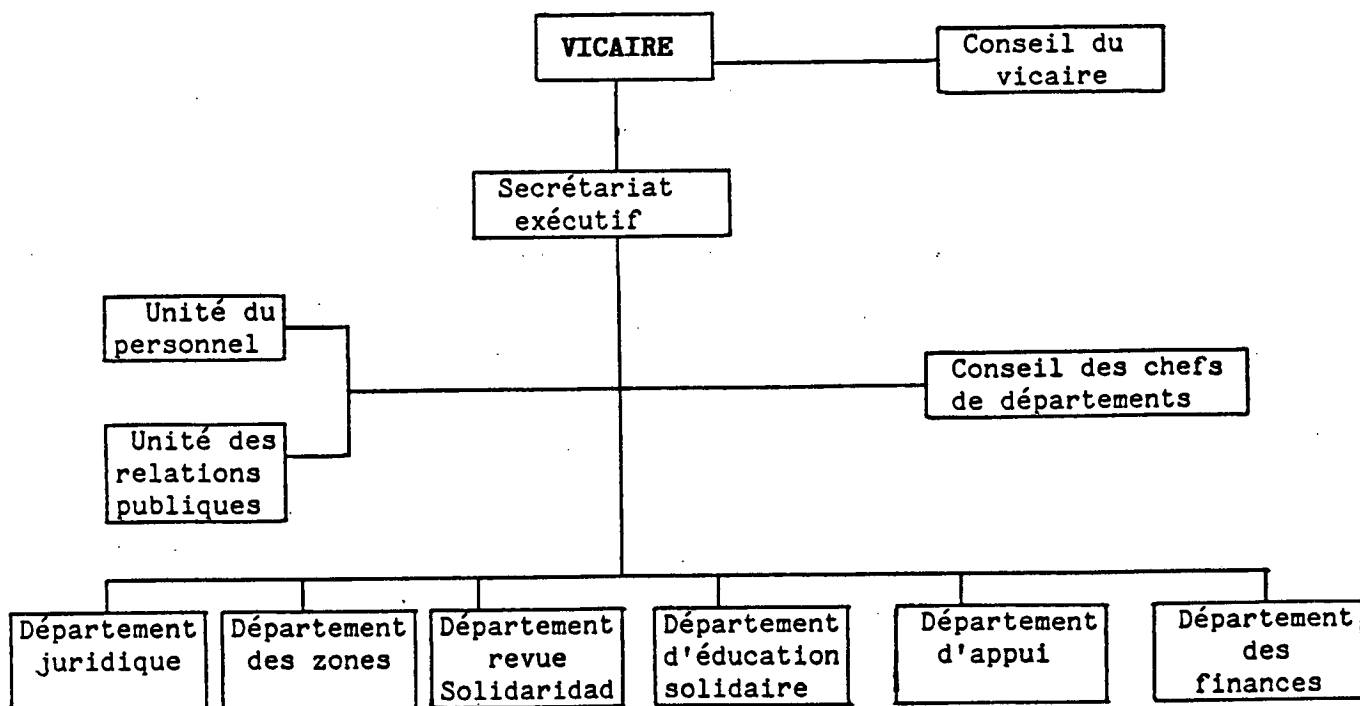 VICAIRE
Conseil du
vicaire
Secrétariat
exécutif
Unité du
personnel
Conseil des chefs
de départements
Unité des
relations
publiques
Département
juridique
Département
des zones
Département
revue
Solidaridad
Département
d'éducation
solidaire
Département
d'appui
Département
des
finances